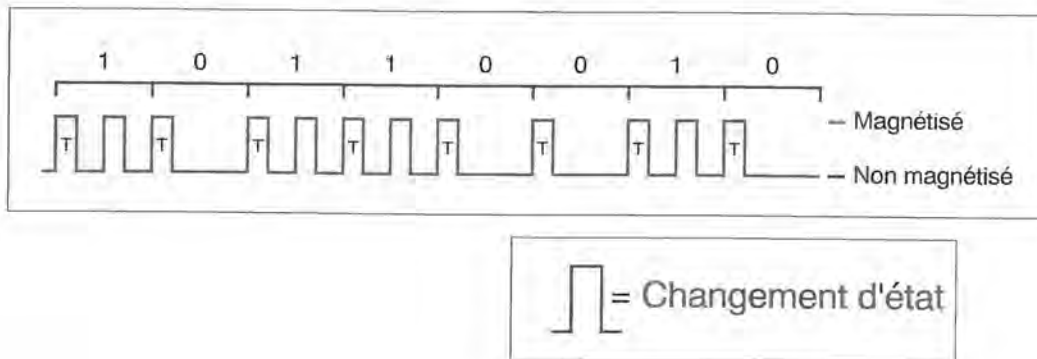 1 0 1 1 0 0 1 0
T T T T T T T T
Magnétisé
Non magnétisé
= Changement d'état